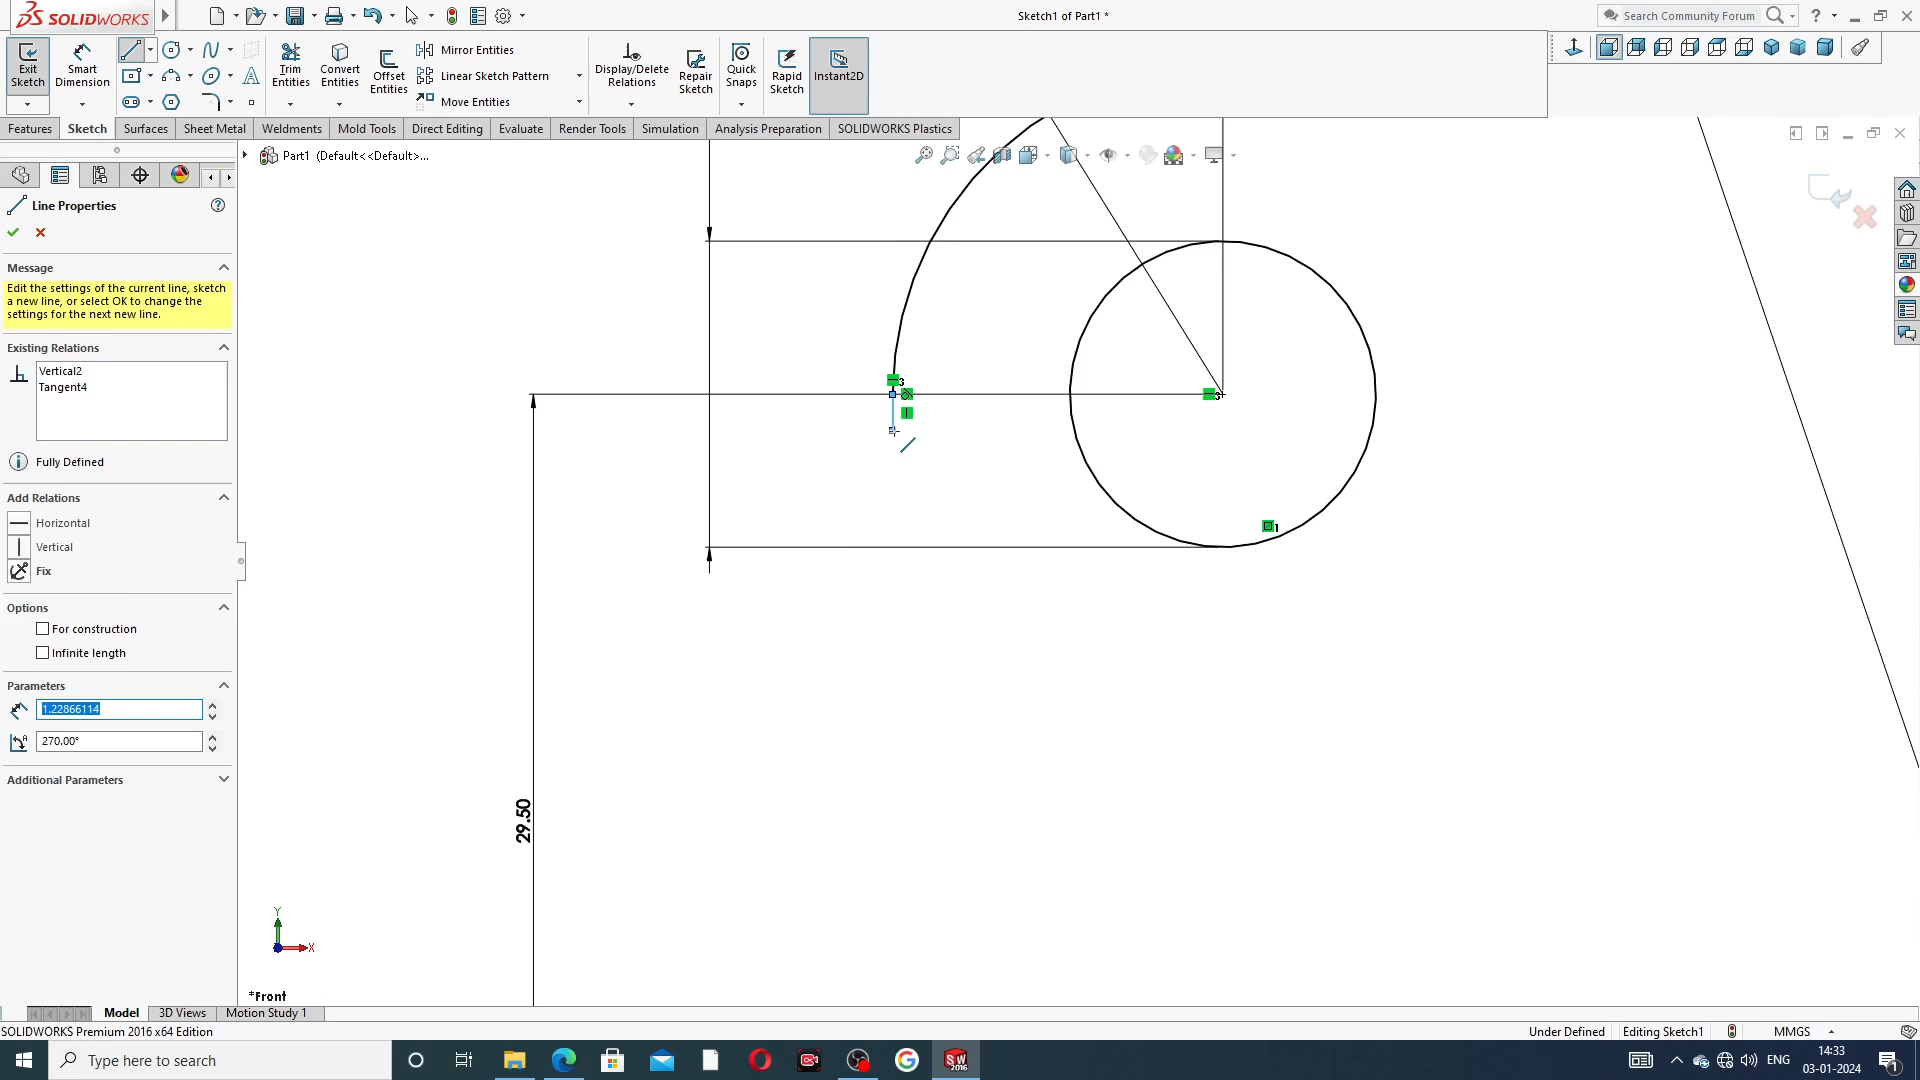 SOLIDWORKS
Sketch1 of Part1 *
Search Community Forum
Exit Sketch
Smart Dimension
Trim Entities
Convert Entities
Offset Entities
Mirror Entities
Linear Sketch Pattern
Move Entities
Display/Delete Relations
Repair Sketch
Quick Snaps
Rapid Sketch
Instant2D
Features
Sketch
Surfaces
Sheet Metal
Weldments
Mold Tools
Direct Editing
Evaluate
Render Tools
Simulation
Analysis Preparation
SOLIDWORKS Plastics
Part1 (Default<<Default>...
Line Properties
Message
Edit the settings of the current line, sketch
a new line, or select OK to change the
settings for the next new line.
Existing Relations
Vertical2
Tangent4
Fully Defined
Add Relations
Horizontal
Vertical
Fix
Options
For construction
Infinite length
Parameters
1.22866114
270.00°
Additional Parameters
3
3
1
29.50
Y
X
*Front
Model
3D Views
Motion Study 1
SOLIDWORKS Premium 2016 x64 Edition
Under Defined
Editing Sketch1
MMGS
Type here to search
SW
2016
ENG
14:33
03-01-2024
1